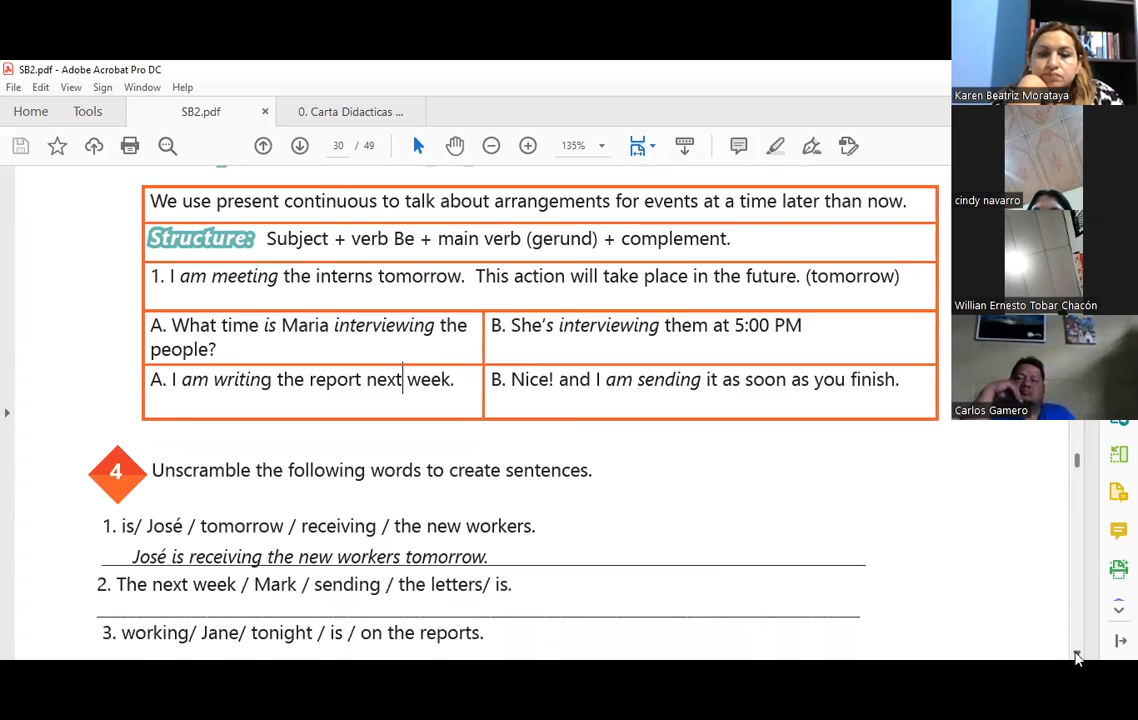 SB2.pdf - Adobe Acrobat Pro DC
File Edit View Sign Window Help
Home Tools SB2.pdf × 0. Carta Didacticas ...
30 / 49 135%
We use present continuous to talk about arrangements for events at a time later than now.
Structure: Subject + verb Be + main verb (gerund) + complement.
1. I am meeting the interns tomorrow. This action will take place in the future. (tomorrow)
A. What time is Maria interviewing the people?
B. She's interviewing them at 5:00 PM
A. I am writing the report next week.
B. Nice! and I am sending it as soon as you finish.
4 Unscramble the following words to create sentences.
1. is/ José / tomorrow / receiving / the new workers.
José is receiving the new workers tomorrow.
2. The next week / Mark / sending / the letters/ is.
3. working/ Jane/ tonight / is / on the reports.
Karen Beatriz Morataya
cindy navarro
Willian Ernesto Tobar Chacón
Carlos Gamero